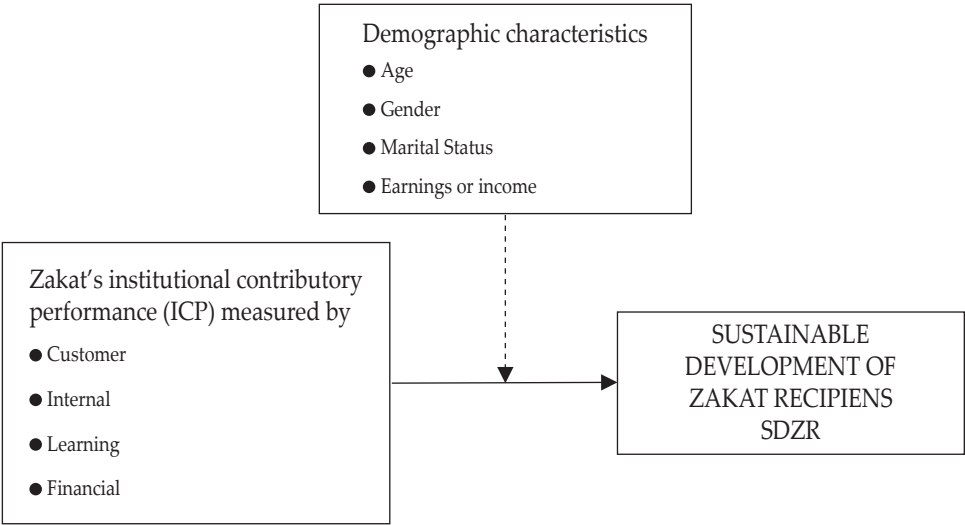 Demographic characteristics
● Age
● Gender
● Marital Status
● Earnings or income
Zakat's institutional contributory
performance (ICP) measured by
● Customer
● Internal
● Learning
● Financial
SUSTAINABLE
DEVELOPMENT OF
ZAKAT RECIPIENS
SDZR